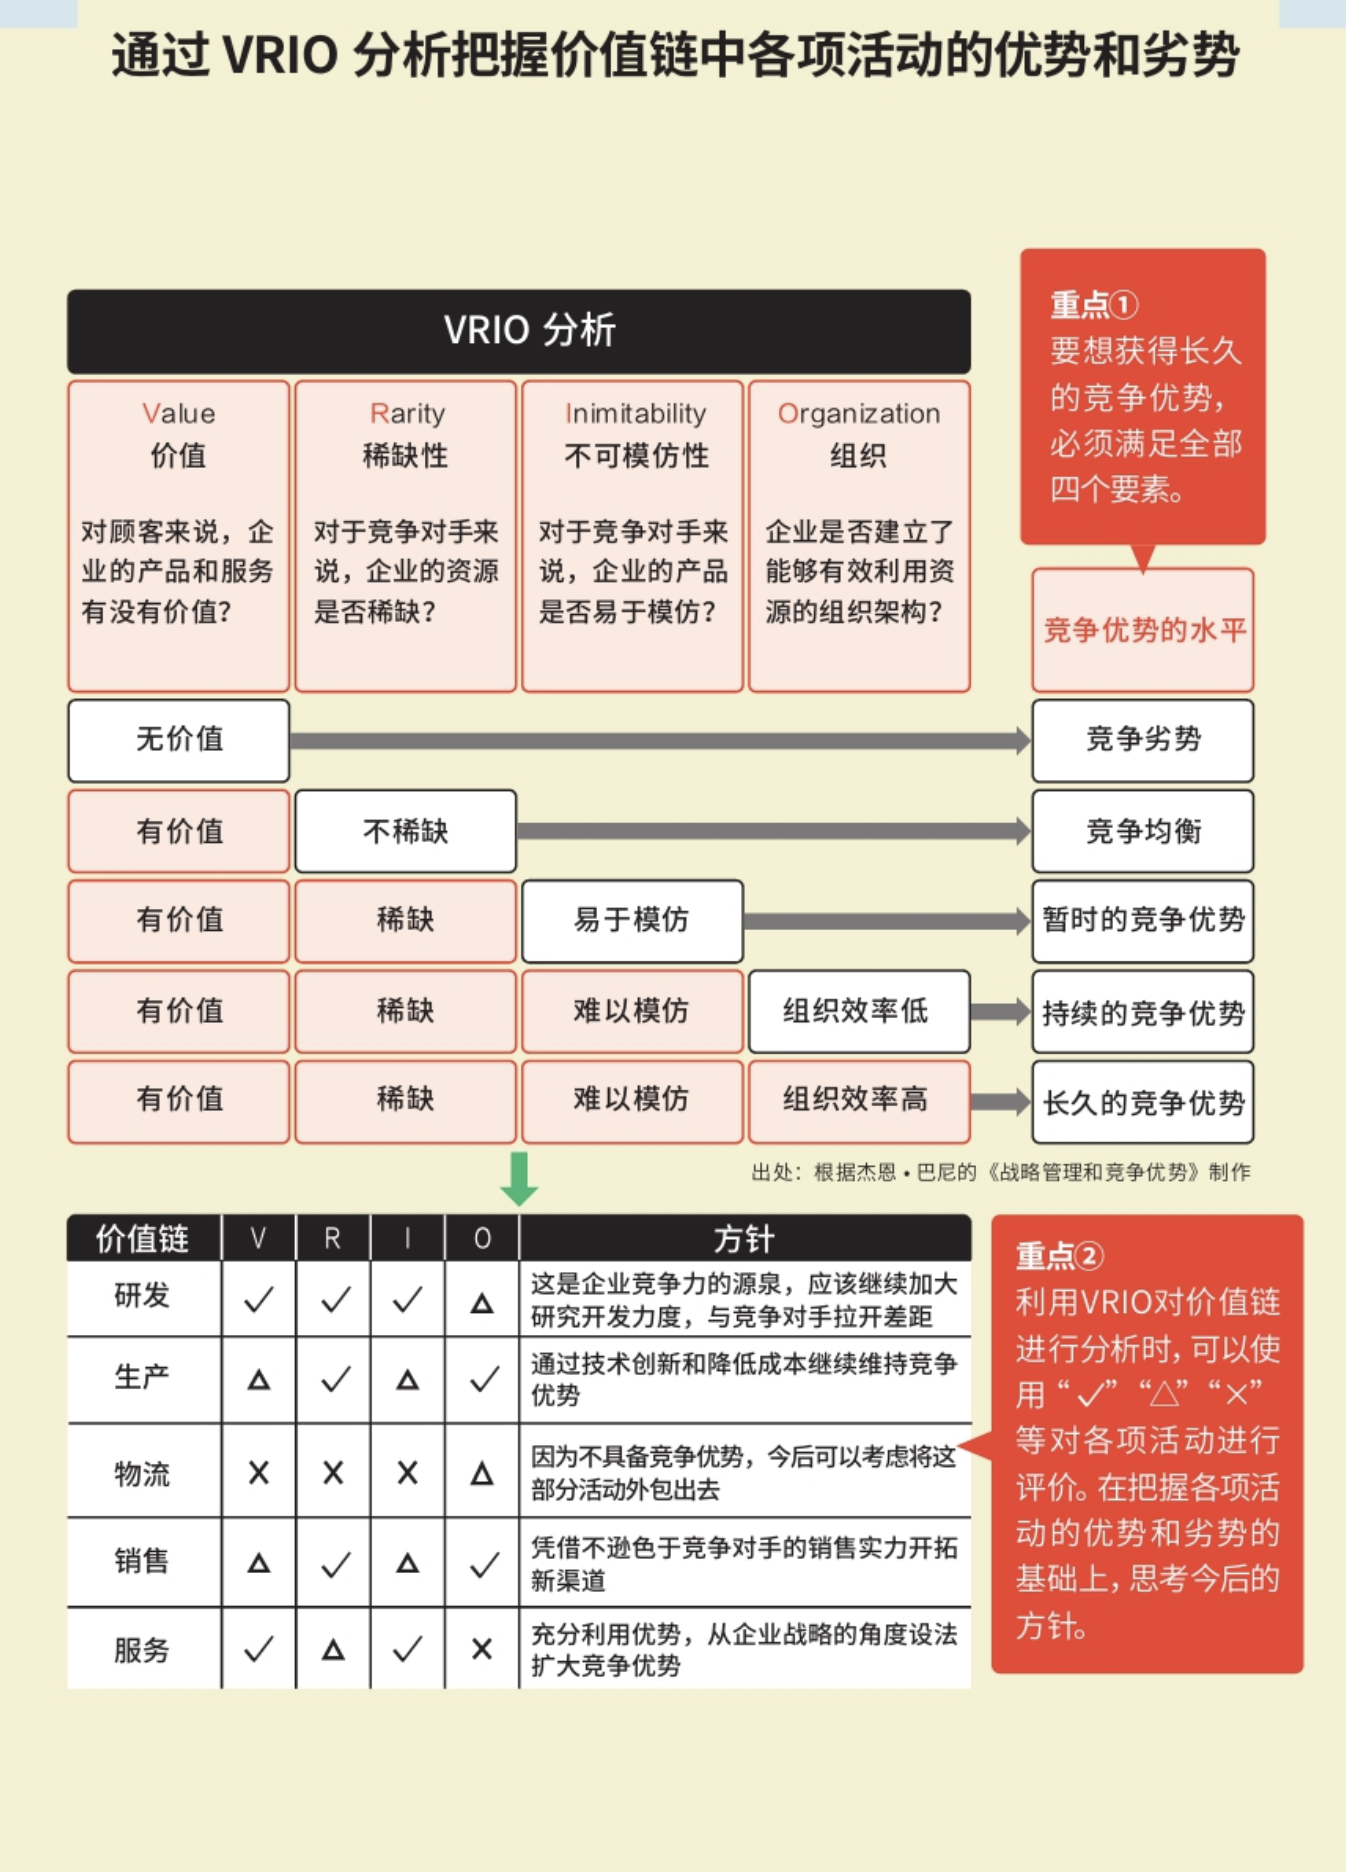 通过 VRIO 分析把握价值链中各项活动的优势和劣势
VRIO 分析
Value
价值
对顾客来说，企
业的产品和服务
有没有价值？
Rarity
稀缺性
对于竞争对手来
说，企业的资源
是否稀缺？
Inimitability
不可模仿性
对于竞争对手来
说，企业的产品
是否易于模仿？
Organization
组织
企业是否建立了
能够有效利用资
源的组织架构？
重点①
要想获得长久
的竞争优势，
必须满足全部
四个要素。
竞争优势的水平
无价值
竞争劣势
有价值 不稀缺
竞争均衡
有价值 稀缺 易于模仿
暂时的竞争优势
有价值 稀缺 难以模仿 组织效率低
持续的竞争优势
有价值 稀缺 难以模仿 组织效率高
长久的竞争优势
出处：根据杰恩·巴尼的《战略管理和竞争优势》制作
价值链 V R I O 方针
研发 ✓ ✓ ✓ △
这是企业竞争力的源泉，应该继续加大
研究开发力度，与竞争对手拉开差距
生产 △ ✓ △ ✓
通过技术创新和降低成本继续维持竞争
优势
物流 × × × △
因为不具备竞争优势，今后可以考虑将这
部分活动外包出去
销售 △ ✓ △ ✓
凭借不逊色于竞争对手的销售实力开拓
新渠道
服务 ✓ △ ✓ ×
充分利用优势，从企业战略的角度设法
扩大竞争优势
重点②
利用VRIO对价值链
进行分析时，可以使
用“✓”“△”“×”
等对各项活动进行
评价。在把握各项活
动的优势和劣势的
基础上，思考今后的
方针。